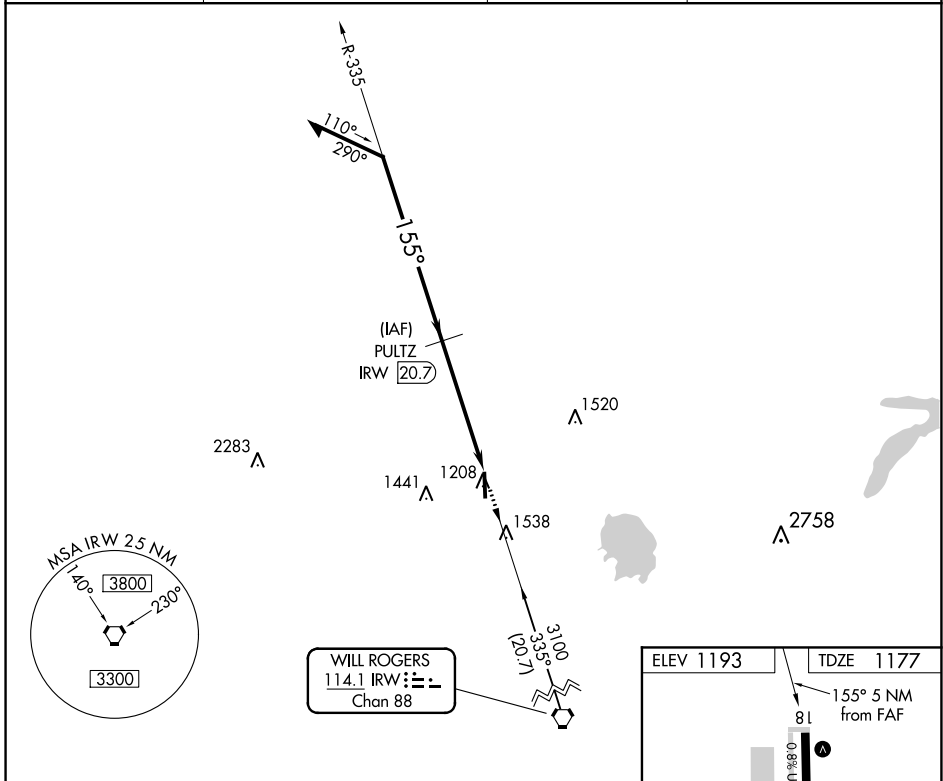 R-335
110°
290°
155°
(IAF)
PULTZ
IRW 20.7
1520
2283
1441
1208
1538
2758
MSA IRW 25 NM
140°
3800
230°
3300
3100
335°
(20.7)
WILL ROGERS
114.1 IRW
Chan 88
ELEV 1193
TDZE 1177
155° 5 NM
from FAF
18
0.8% U